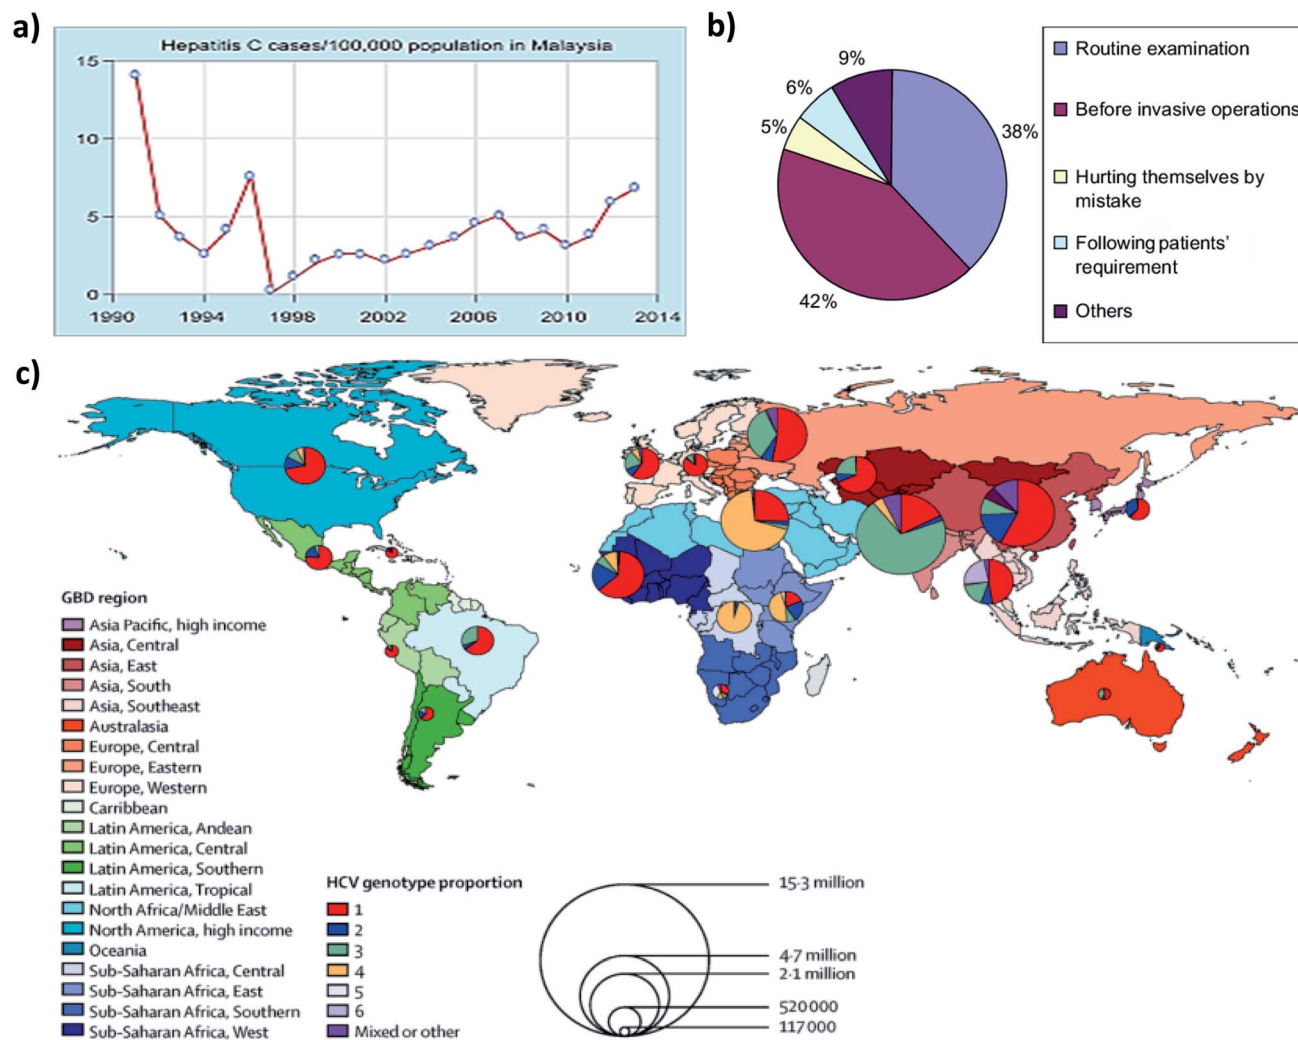 a)
Hepatitis C cases/100,000 population in Malaysia
15
10
5
0
1990 1994 1998 2002 2006 2010 2014
b)
9%
6%
5%
38%
42%
Routine examination
Before invasive operations
Hurting themselves by
mistake
Following patients'
requirement
Others
c)
GBD region
Asia Pacific, high income
Asia, Central
Asia, East
Asia, South
Asia, Southeast
Australasia
Europe, Central
Europe, Eastern
Europe, Western
Carribbean
Latin America, Andean
Latin America, Central
Latin America, Southern
Latin America, Tropical
North Africa/Middle East
North America, high income
Oceania
Sub-Saharan Africa, Central
Sub-Saharan Africa, East
Sub-Saharan Africa, Southern
Sub-Saharan Africa, West
HCV genotype proportion
1
2
3
4
5
6
Mixed or other
15·3 million
4·7 million
2·1 million
520 000
117 000